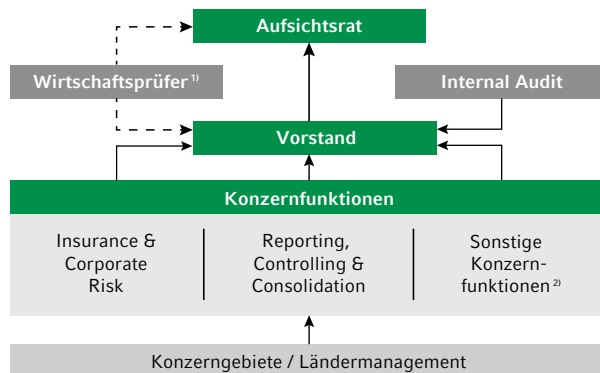 Aufsichtsrat
Wirtschaftsprüfer 1)
Internal Audit
Vorstand
Konzernfunktionen
Insurance &
Corporate
Risk
Reporting,
Controlling &
Consolidation
Sonstige
Konzern-
funktionen 2)
Konzerngebiete / Ländermanagement